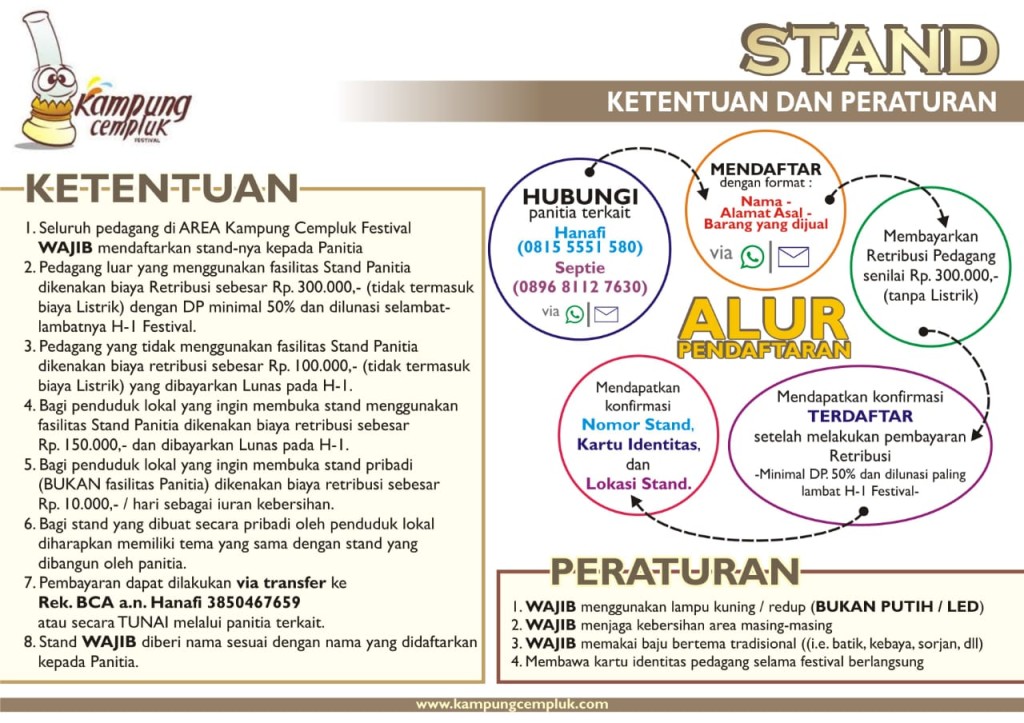 Kampung
cempluk
FESTIVAL
STAND
KETENTUAN DAN PERATURAN
KETENTUAN
1. Seluruh pedagang di AREA Kampung Cempluk Festival
WAJIB mendaftarkan stand-nya kepada Panitia
2. Pedagang luar yang menggunakan fasilitas Stand Panitia
dikenakan biaya Retribusi sebesar Rp. 300.000,- (tidak termasuk
biaya Listrik) dengan DP minimal 50% dan dilunasi selambat-
lambatnya H-1 Festival.
3. Pedagang yang tidak menggunakan fasilitas Stand Panitia
dikenakan biaya retribusi sebesar Rp. 100.000,- (tidak termasuk
biaya Listrik) yang dibayarkan Lunas pada H-1.
4. Bagi penduduk lokal yang ingin membuka stand menggunakan
fasilitas Stand Panitia dikenakan biaya retribusi sebesar
Rp. 150.000,- dan dibayarkan Lunas pada H-1.
5. Bagi penduduk lokal yang ingin membuka stand pribadi
(BUKAN fasilitas Panitia) dikenakan biaya retribusi sebesar
Rp. 10.000,- / hari sebagai iuran kebersihan.
6. Bagi stand yang dibuat secara pribadi oleh penduduk lokal
diharapkan memiliki tema yang sama dengan stand yang
dibangun oleh panitia.
7. Pembayaran dapat dilakukan via transfer ke
Rek. BCA a.n. Hanafi 3850467659
atau secara TUNAI melalui panitia terkait.
8. Stand WAJIB diberi nama sesuai dengan nama yang didaftarkan
kepada Panitia.
HUBUNGI
panitia terkait
Hanafi
(0815 5551 580)
Septie
(0896 8112 7630)
via
MENDAFTAR
dengan format :
Nama -
Alamat Asal -
Barang yang dijual
via
Membayarkan
Retribusi Pedagang
senilai Rp. 300.000,-
(tanpa Listrik)
ALUR
PENDAFTARAN
Mendapatkan konfirmasi
TERDAFTAR
setelah melakukan pembayaran
Retribusi
-Minimal DP. 50% dan dilunasi paling
lambat H-1 Festival-
Mendapatkan
konfirmasi
Nomor Stand,
Kartu Identitas,
dan
Lokasi Stand.
PERATURAN
1. WAJIB menggunakan lampu kuning / redup (BUKAN PUTIH / LED)
2. WAJIB menjaga kebersihan area masing-masing
3. WAJIB memakai baju bertema tradisional ((i.e. batik, kebaya, sorjan, dll)
4. Membawa kartu identitas pedagang selama festival berlangsung
www.kampungcempluk.com